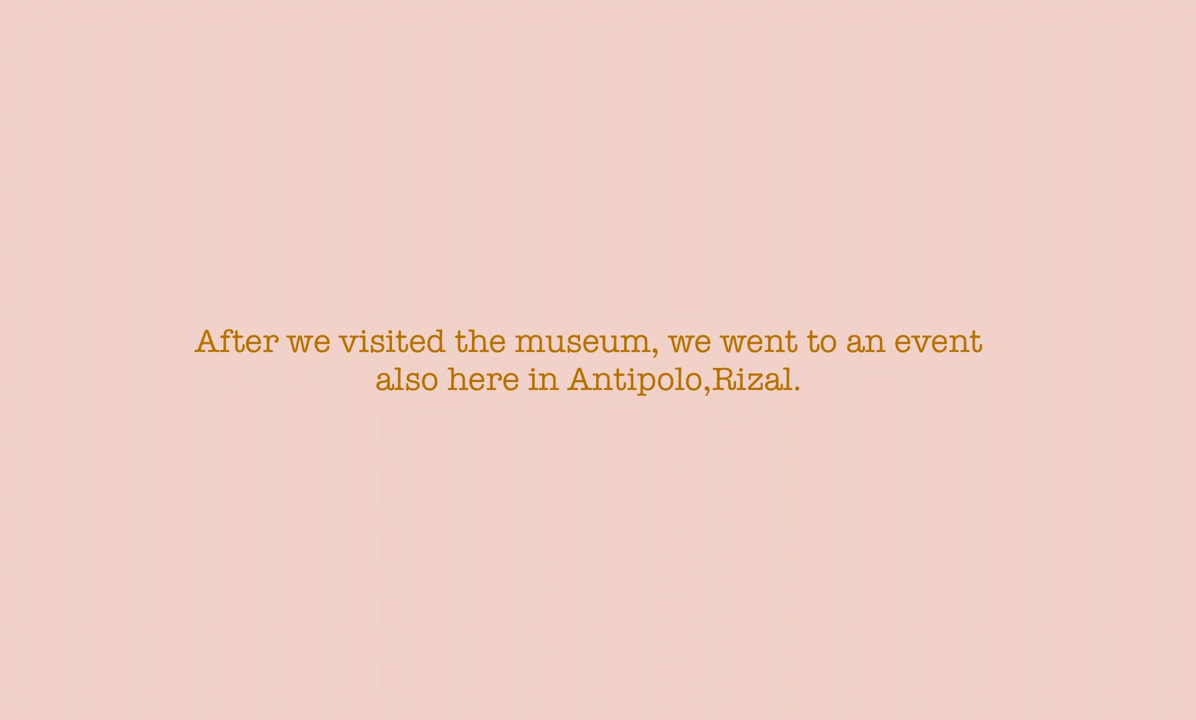 After we visited the museum, we went to an event
also here in Antipolo,Rizal.